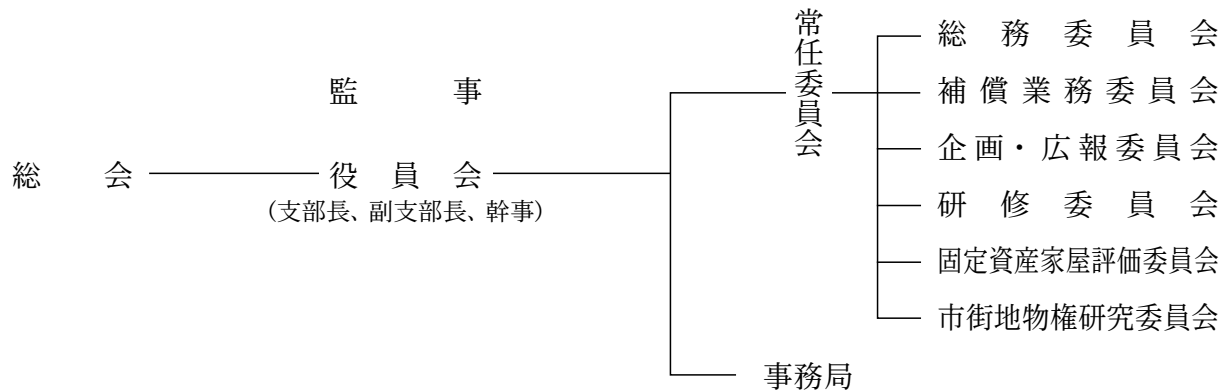 総会
監事
役員会
(支部長、副支部長、幹事)
常任委員会
総務委員会
補償業務委員会
企画・広報委員会
研修委員会
固定資産家屋評価委員会
市街地物権研究委員会
事務局